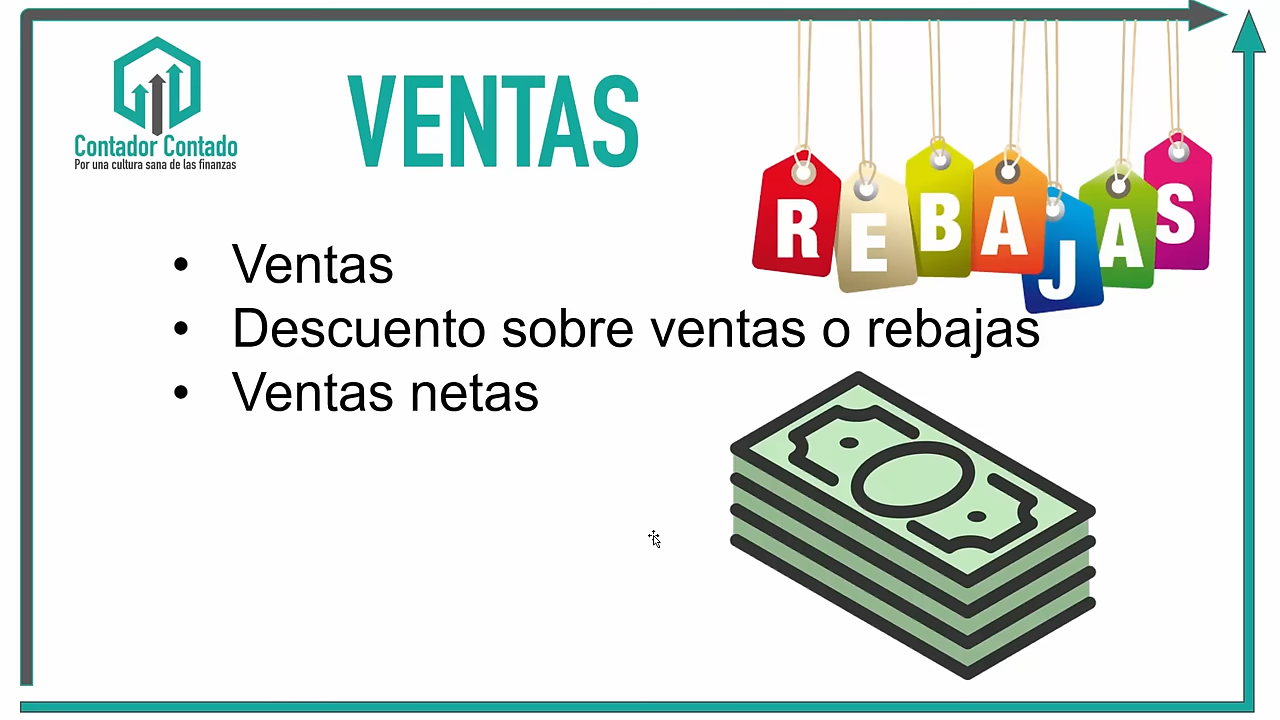 Contador Contado
Por una cultura sana de las finanzas
VENTAS
REBAJAS
• Ventas
• Descuento sobre ventas o rebajas
• Ventas netas